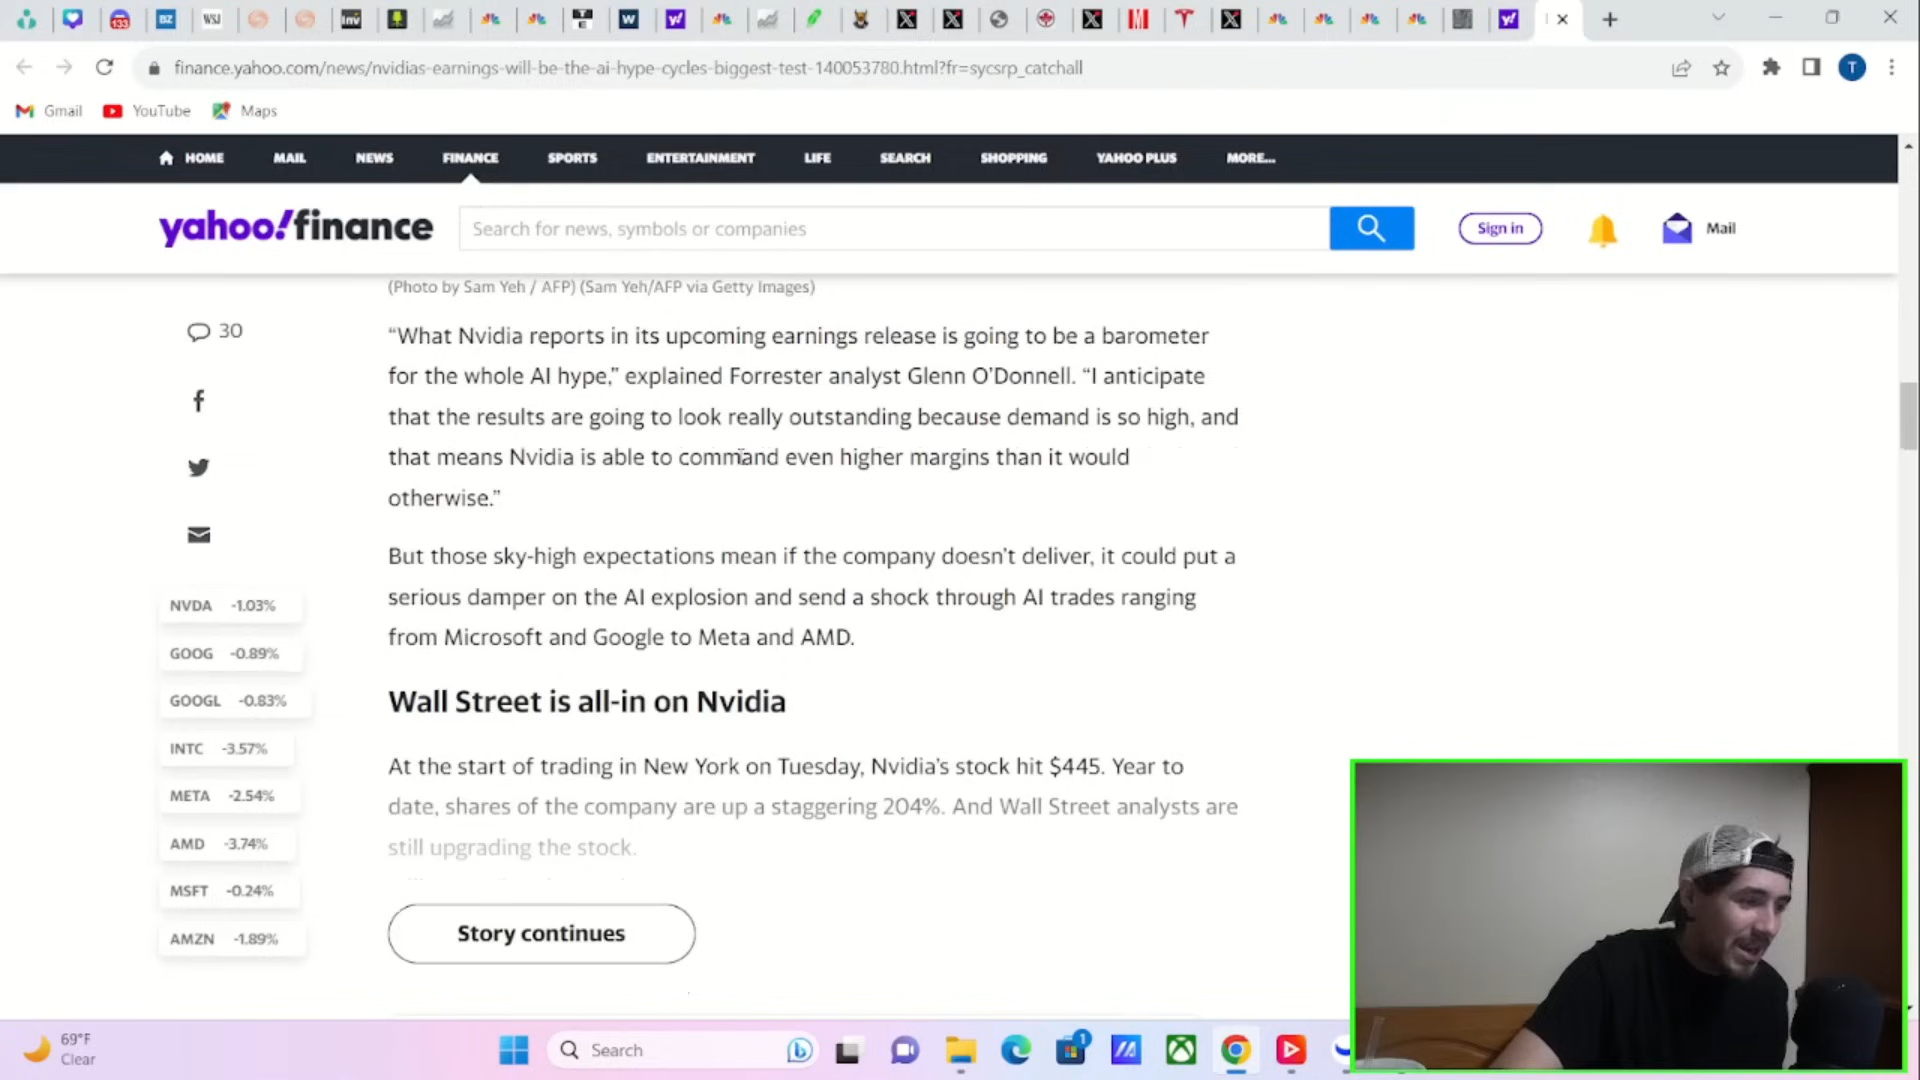 BZ
133
WSJ
Inv
W
finance.yahoo.com/news/nvidias-earnings-will-be-the-ai-hype-cycles-biggest-test-140053780.html?fr=sycsrp_catchall
T
Gmail YouTube Maps
HOME MAIL NEWS FINANCE SPORTS ENTERTAINMENT LIFE SEARCH SHOPPING YAHOO PLUS MORE...
yahoo!finance
Search for news, symbols or companies
Sign in
Mail
(Photo by Sam Yeh / AFP) (Sam Yeh/AFP via Getty Images)
30
“What Nvidia reports in its upcoming earnings release is going to be a barometer
for the whole AI hype,” explained Forrester analyst Glenn O’Donnell. “I anticipate
that the results are going to look really outstanding because demand is so high, and
that means Nvidia is able to command even higher margins than it would
otherwise.”
But those sky-high expectations mean if the company doesn’t deliver, it could put a
serious damper on the AI explosion and send a shock through AI trades ranging
from Microsoft and Google to Meta and AMD.
NVDA -1.03%
GOOG -0.89%
GOOGL -0.83%
INTC -3.57%
META -2.54%
AMD -3.74%
MSFT -0.24%
AMZN -1.89%
Wall Street is all-in on Nvidia
At the start of trading in New York on Tuesday, Nvidia’s stock hit $445. Year to
date, shares of the company are up a staggering 204%. And Wall Street analysts are
still upgrading the stock.
Story continues
69°F
Clear
Search
1